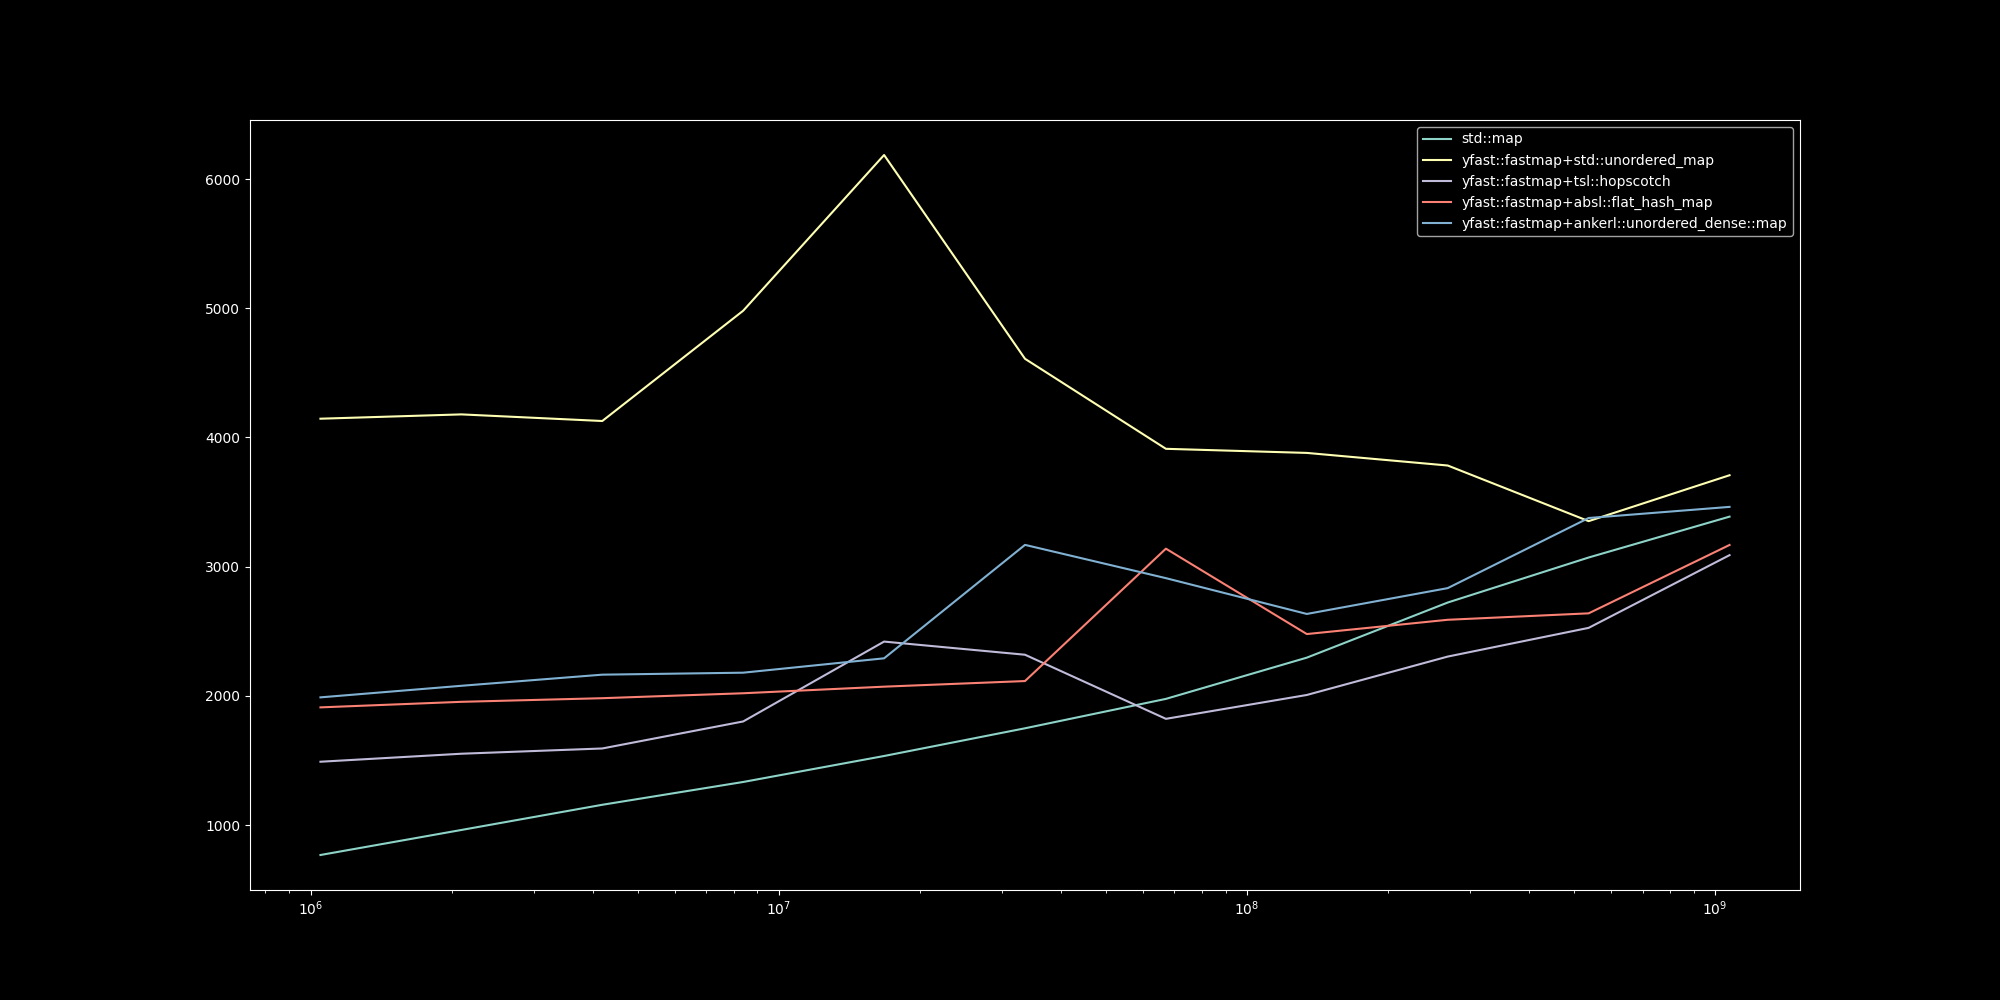 std::map
yfast::fastmap+std::unordered_map
yfast::fastmap+tsl::hopscotch
yfast::fastmap+absl::flat_hash_map
yfast::fastmap+ankerl::unordered_dense::map
6000
5000
4000
3000
2000
1000
10⁶ 10⁷ 10⁸ 10⁹